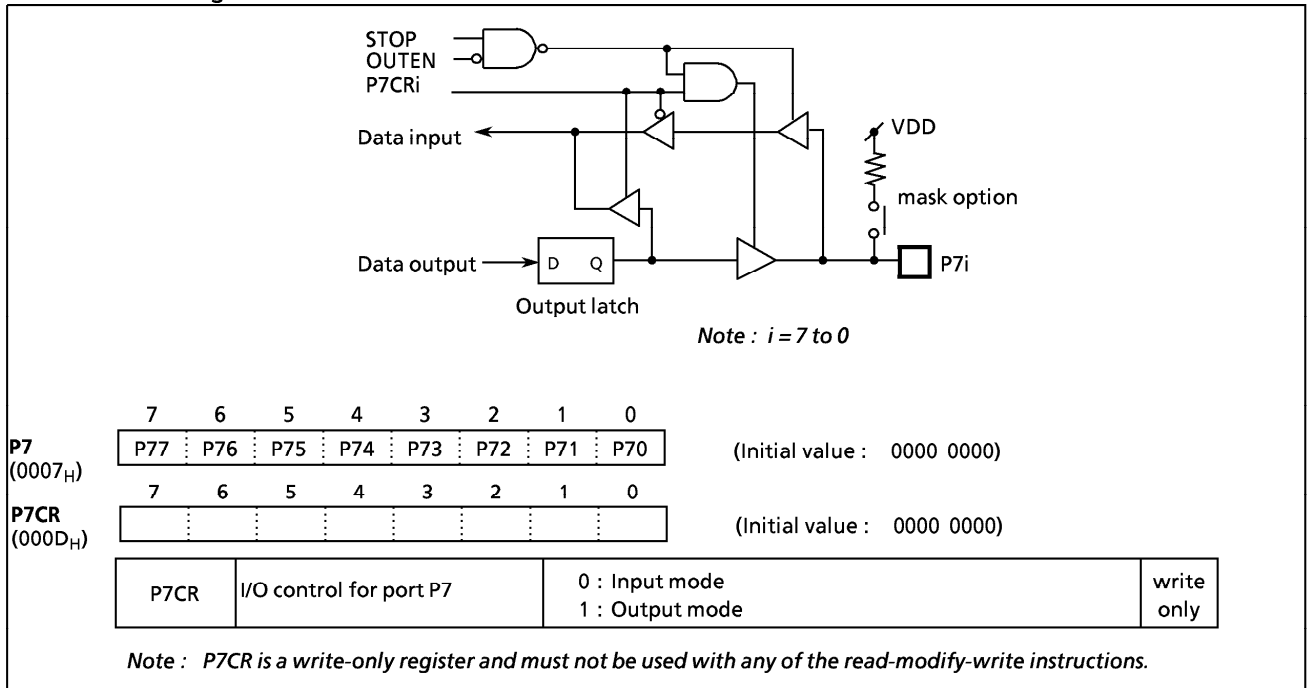 STOP
OUTEN
P7CRi
Data input
VDD
mask option
Data output
D Q
P7i
Output latch
Note : i = 7 to 0
7 6 5 4 3 2 1 0
P7 P77 P76 P75 P74 P73 P72 P71 P70 (Initial value : 0000 0000)
(0007H)
7 6 5 4 3 2 1 0
P7CR (Initial value : 0000 0000)
(000DH)
P7CR I/O control for port P7 0 : Input mode write
1 : Output mode only
Note : P7CR is a write-only register and must not be used with any of the read-modify-write instructions.